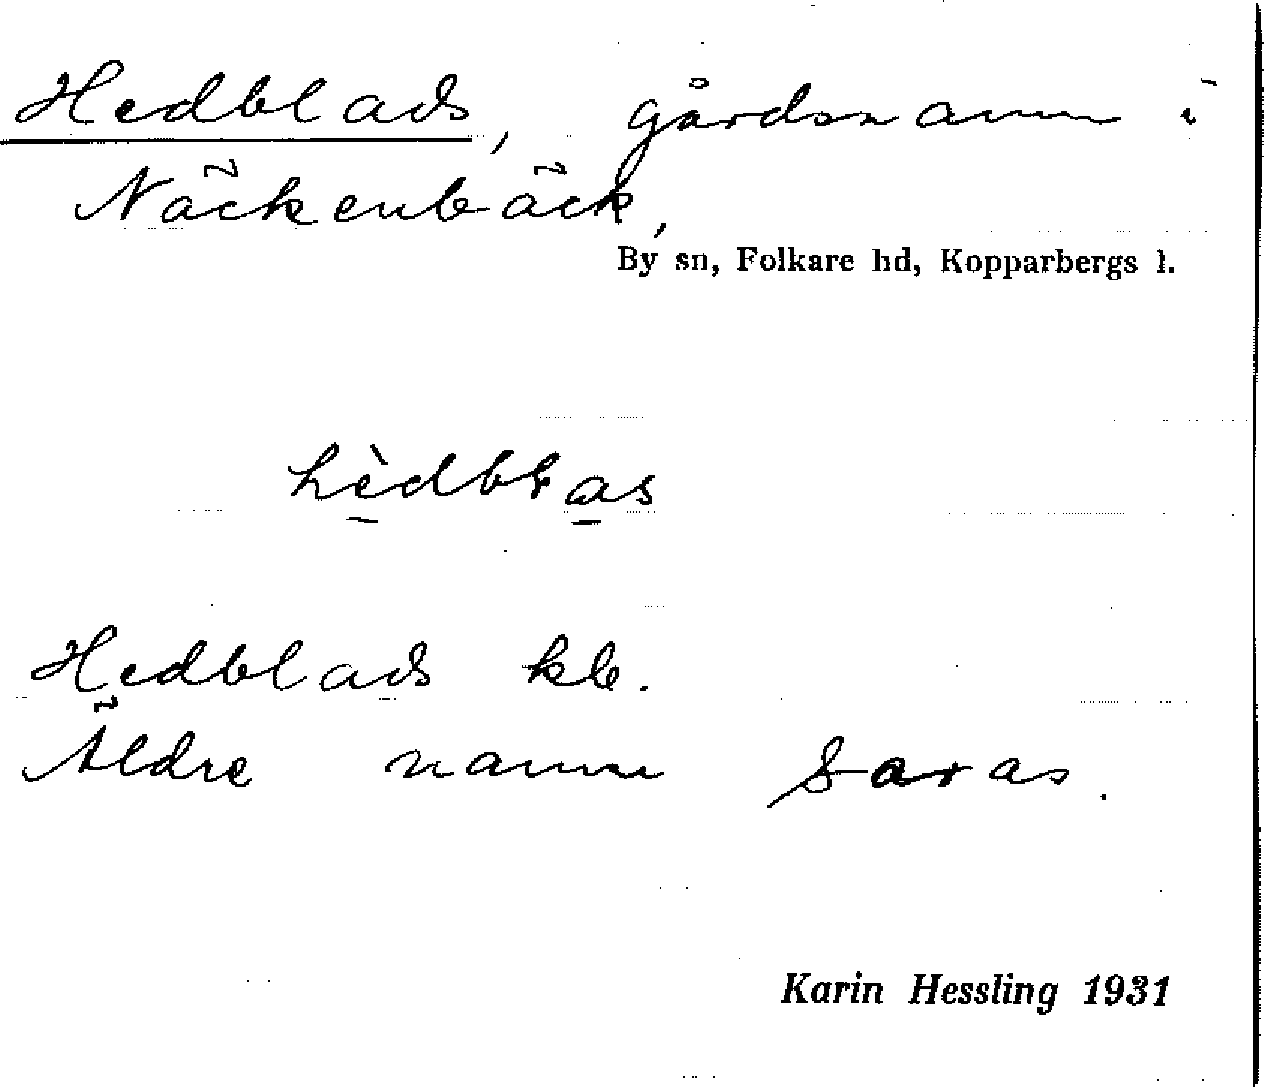 Hedblads, gårdsnamn i
Näckenbäck,
By sn, Folkare hd, Kopparbergs l.
hèdblas
Hedblads kb.
Äldre namn Saras.
Karin Hessling 1931